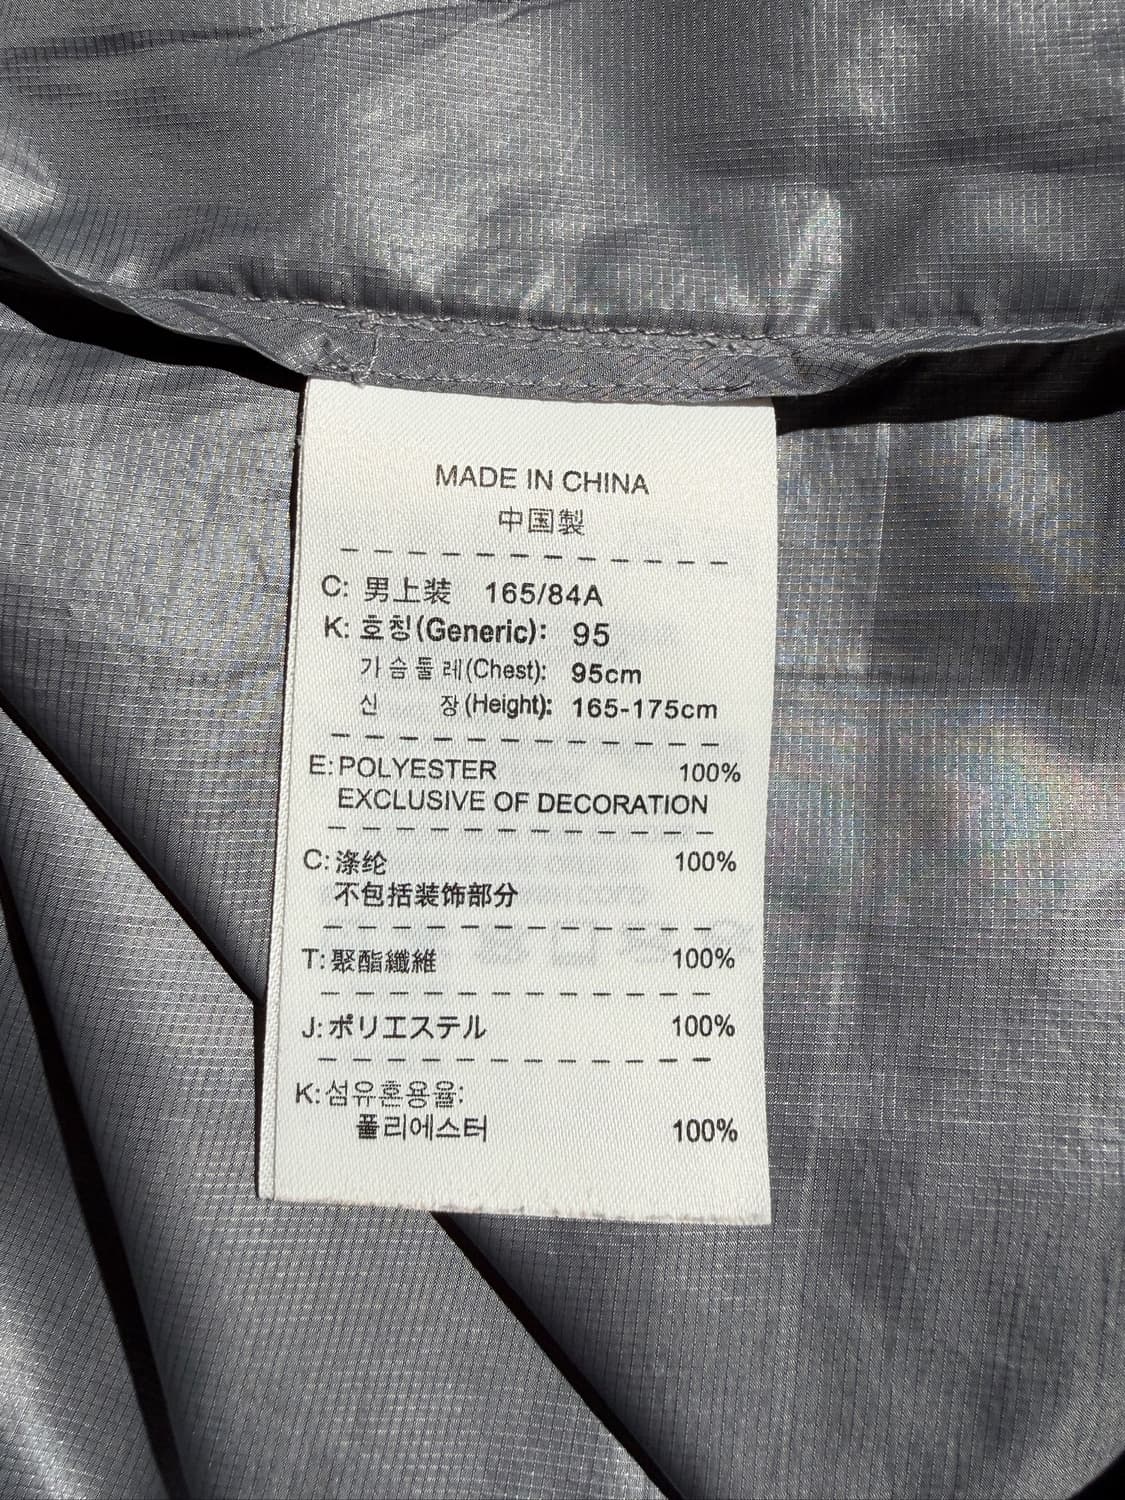 MADE IN CHINA
中国製
C: 男上装 165/84A
K: 호칭(Generic): 95
가슴둘레(Chest): 95cm
신 장(Height): 165-175cm
E: POLYESTER 100%
EXCLUSIVE OF DECORATION
C: 涤纶 100%
不包括装饰部分
T: 聚酯纖維 100%
J: ポリエステル 100%
K: 섬유혼용율:
폴리에스터 100%